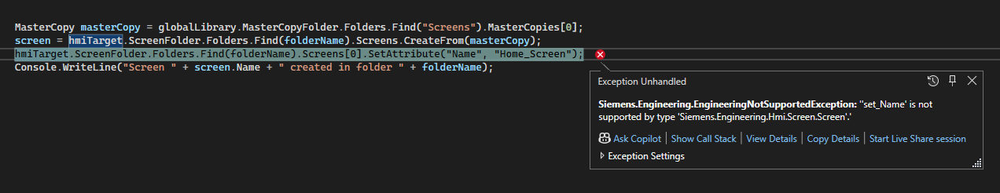 MasterCopy masterCopy = globalLibrary.MasterCopyFolder.Folders.Find("Screens").MasterCopies[0];
screen = hmiTarget.ScreenFolder.Folders.Find(folderName).Screens.CreateFrom(masterCopy);
hmiTarget.ScreenFolder.Folders.Find(folderName).Screens[0].SetAttribute("Name", "Home_Screen");
Console.WriteLine("Screen " + screen.Name + " created in folder " + folderName);
Exception Unhandled
Siemens.Engineering.EngineeringNotSupportedException: ''set_Name' is not
supported by type 'Siemens.Engineering.Hmi.Screen.Screen'.'
Ask Copilot | Show Call Stack | View Details | Copy Details | Start Live Share session
Exception Settings